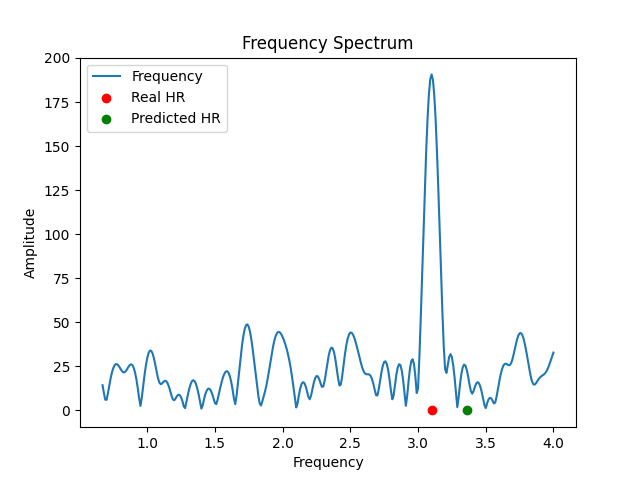 Frequency Spectrum
Frequency
Real HR
Predicted HR
Amplitude
200
175
150
125
100
75
50
25
0
1.0 1.5 2.0 2.5 3.0 3.5 4.0
Frequency